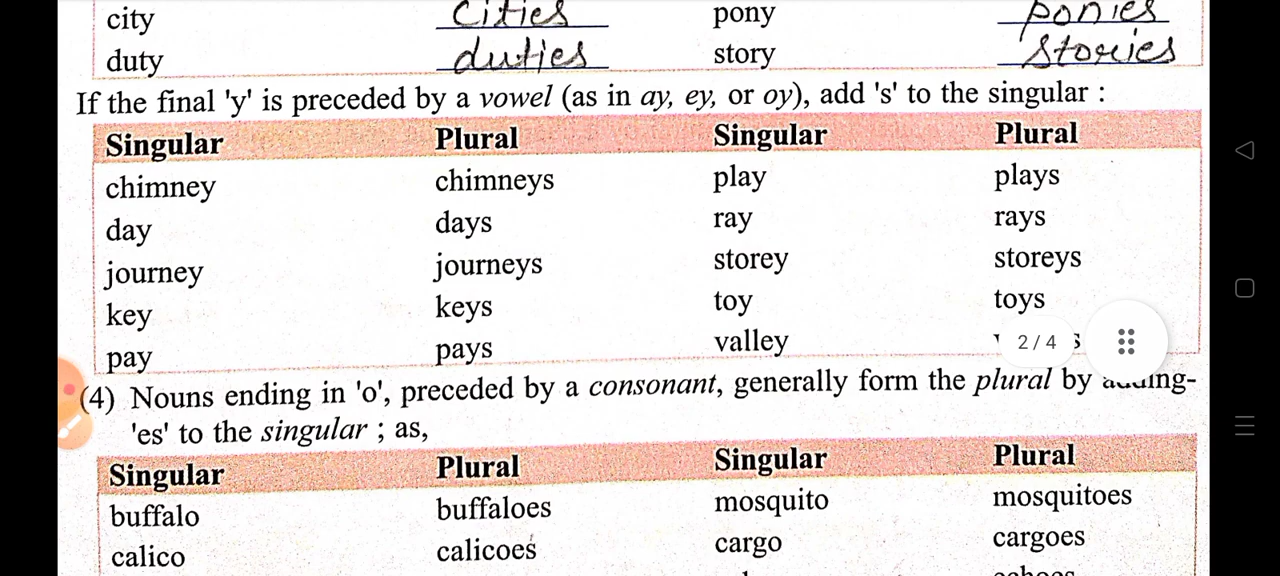 city cities pony ponies
duty duties story stories
If the final 'y' is preceded by a vowel (as in ay, ey, or oy), add 's' to the singular :
Singular Plural Singular Plural
chimney chimneys play plays
day days ray rays
journey journeys storey storeys
key keys toy toys
pay pays valley
2/4
(4) Nouns ending in 'o', preceded by a consonant, generally form the plural by adding-
'es' to the singular ; as,
Singular Plural Singular Plural
buffalo buffaloes mosquito mosquitoes
calico calicoes cargo cargoes